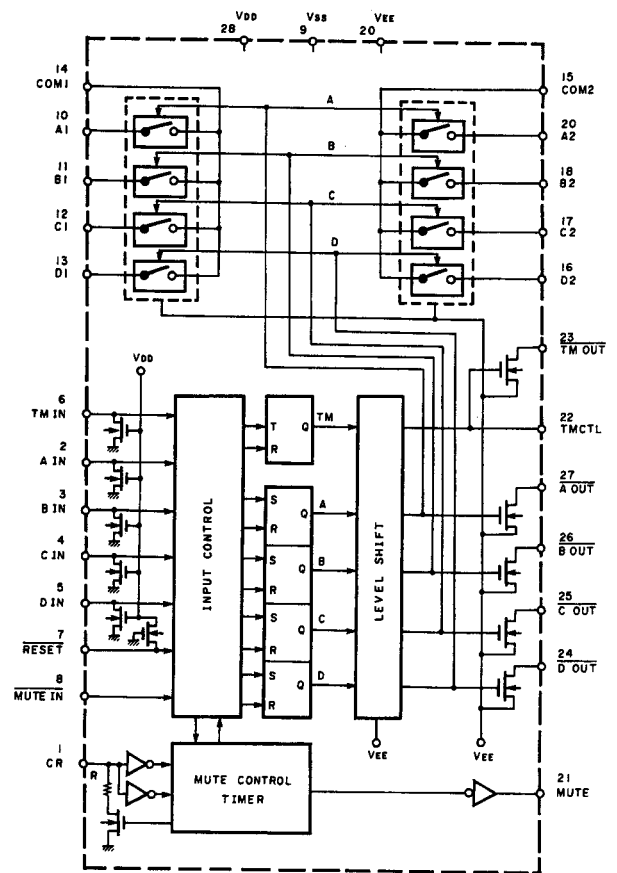 VDD VSS VEE
28 9 20
14
COM1
15
COM2
A
10
A1
20
A2
B
11
B1
18
B2
C
12
C1
17
C2
D
13
D1
16
D2
23
TM OUT
VDD
6
TM IN
T Q TM
R
22
TMCTL
2
A IN
27
A OUT
3
B IN
S Q A
R
4
C IN
S Q B
R
26
B OUT
5
D IN
S Q C
R
25
C OUT
7
RESET
S Q D
R
24
D OUT
8
MUTE IN
INPUT CONTROL
LEVEL SHIFT
VEE VEE
1
CR
R
MUTE CONTROL
TIMER
21
MUTE